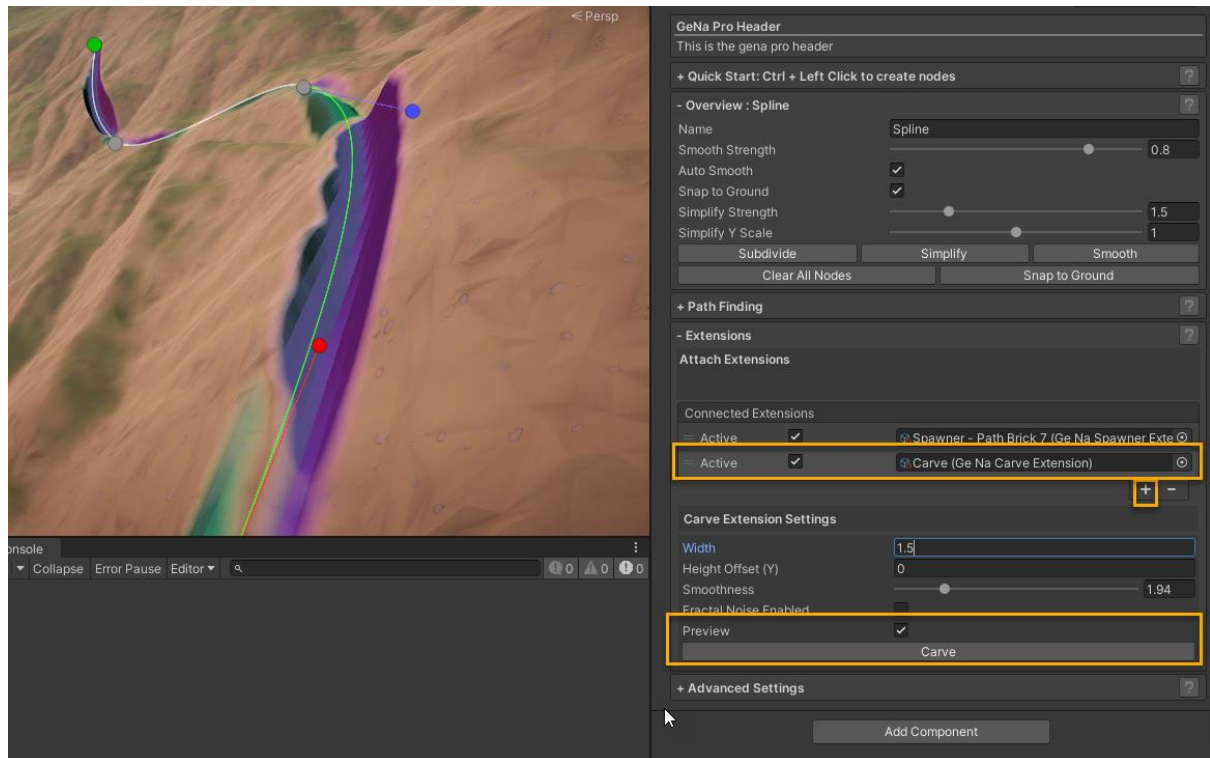 < Persp
GeNa Pro Header
This is the gena pro header
+ Quick Start: Ctrl + Left Click to create nodes ?
- Overview : Spline ?
Name Spline
Smooth Strength 0.8
Auto Smooth
Snap to Ground
Simplify Strength 1.5
Simplify Y Scale 1
Subdivide Simplify Smooth
Clear All Nodes Snap to Ground
+ Path Finding ?
- Extensions ?
Attach Extensions
Connected Extensions
= Active Spawner - Path Brick 7 (Ge Na Spawner Exte
= Active Carve (Ge Na Carve Extension)
+ -
Carve Extension Settings
Width 1.5
Height Offset (Y) 0
Smoothness 1.94
Fractal Noise Enabled
Preview
Carve
+ Advanced Settings ?
Add Component
onsole
Collapse Error Pause Editor 0 0 0